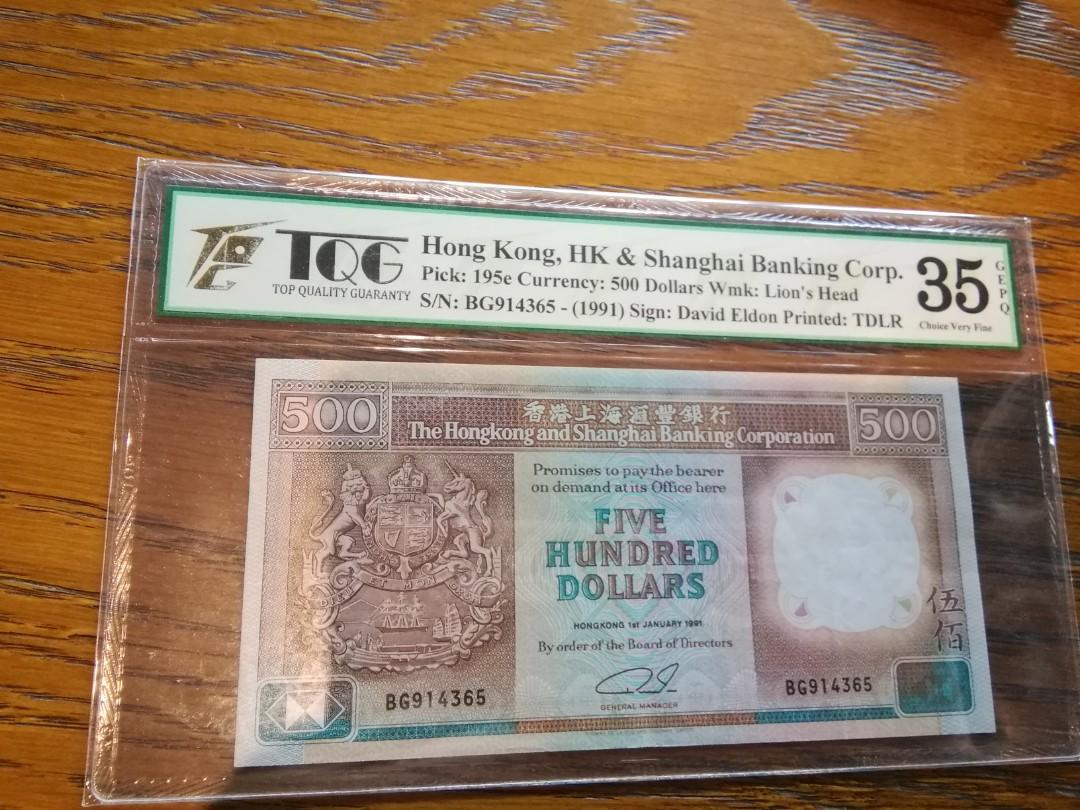 TQG
TOP QUALITY GUARANTY
Hong Kong, HK & Shanghai Banking Corp.
Pick: 195e Currency: 500 Dollars Wmk: Lion's Head
S/N: BG914365 - (1991) Sign: David Eldon Printed: TDLR
35
Choice Very Fine
GEPQ
500
香港上海滙豐銀行
500
The Hongkong and Shanghai Banking Corporation
Promises to pay the bearer
on demand at its Office here
FIVE
HUNDRED
DOLLARS
HONGKONG 1st JANUARY 1991
By order of the Board of Directors
GENERAL MANAGER
伍佰
BG914365
BG914365